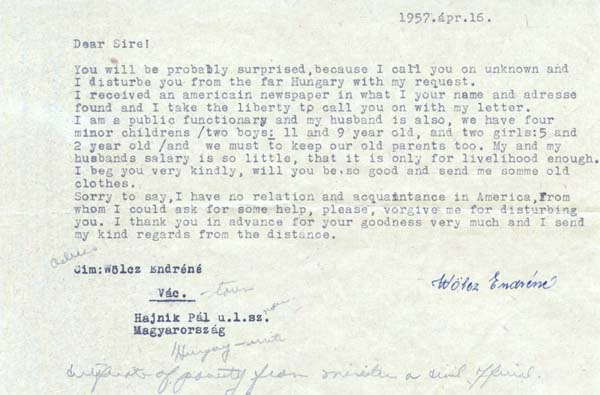 1957.ápr.16.
Dear Sire!
You will be probably surprised,because I call you on unknown and
I disturbe you from the far Hungary with my request.
I received an americain newspaper in what I your name and adresse
found and I take the liberty to call you on with my letter.
I am a public functionary and my husband is also, we have four
minor childrens /two boys: 11 and 9 year old, and two girls:5 and
2 year old /and we must to keep our old parents too. My and my
husbands salary is so little, that it is only for livelihood enough.
I beg you very kindly, will you be so good and send me somme old
clothes.
Sorry to say,I have no relation and acquaintance in America,from
whom I could ask for some help, please, vorgive me for disturbing
you. I thank you in advance for your goodness very much and I send
my kind regards from the distance.
Cim:Wölcz Endréné
Wölcz Endréné
Vác. - town
Hajnik Pál u.l.sz.
Magyarország
Hungary
of poverty from minister a civil official.